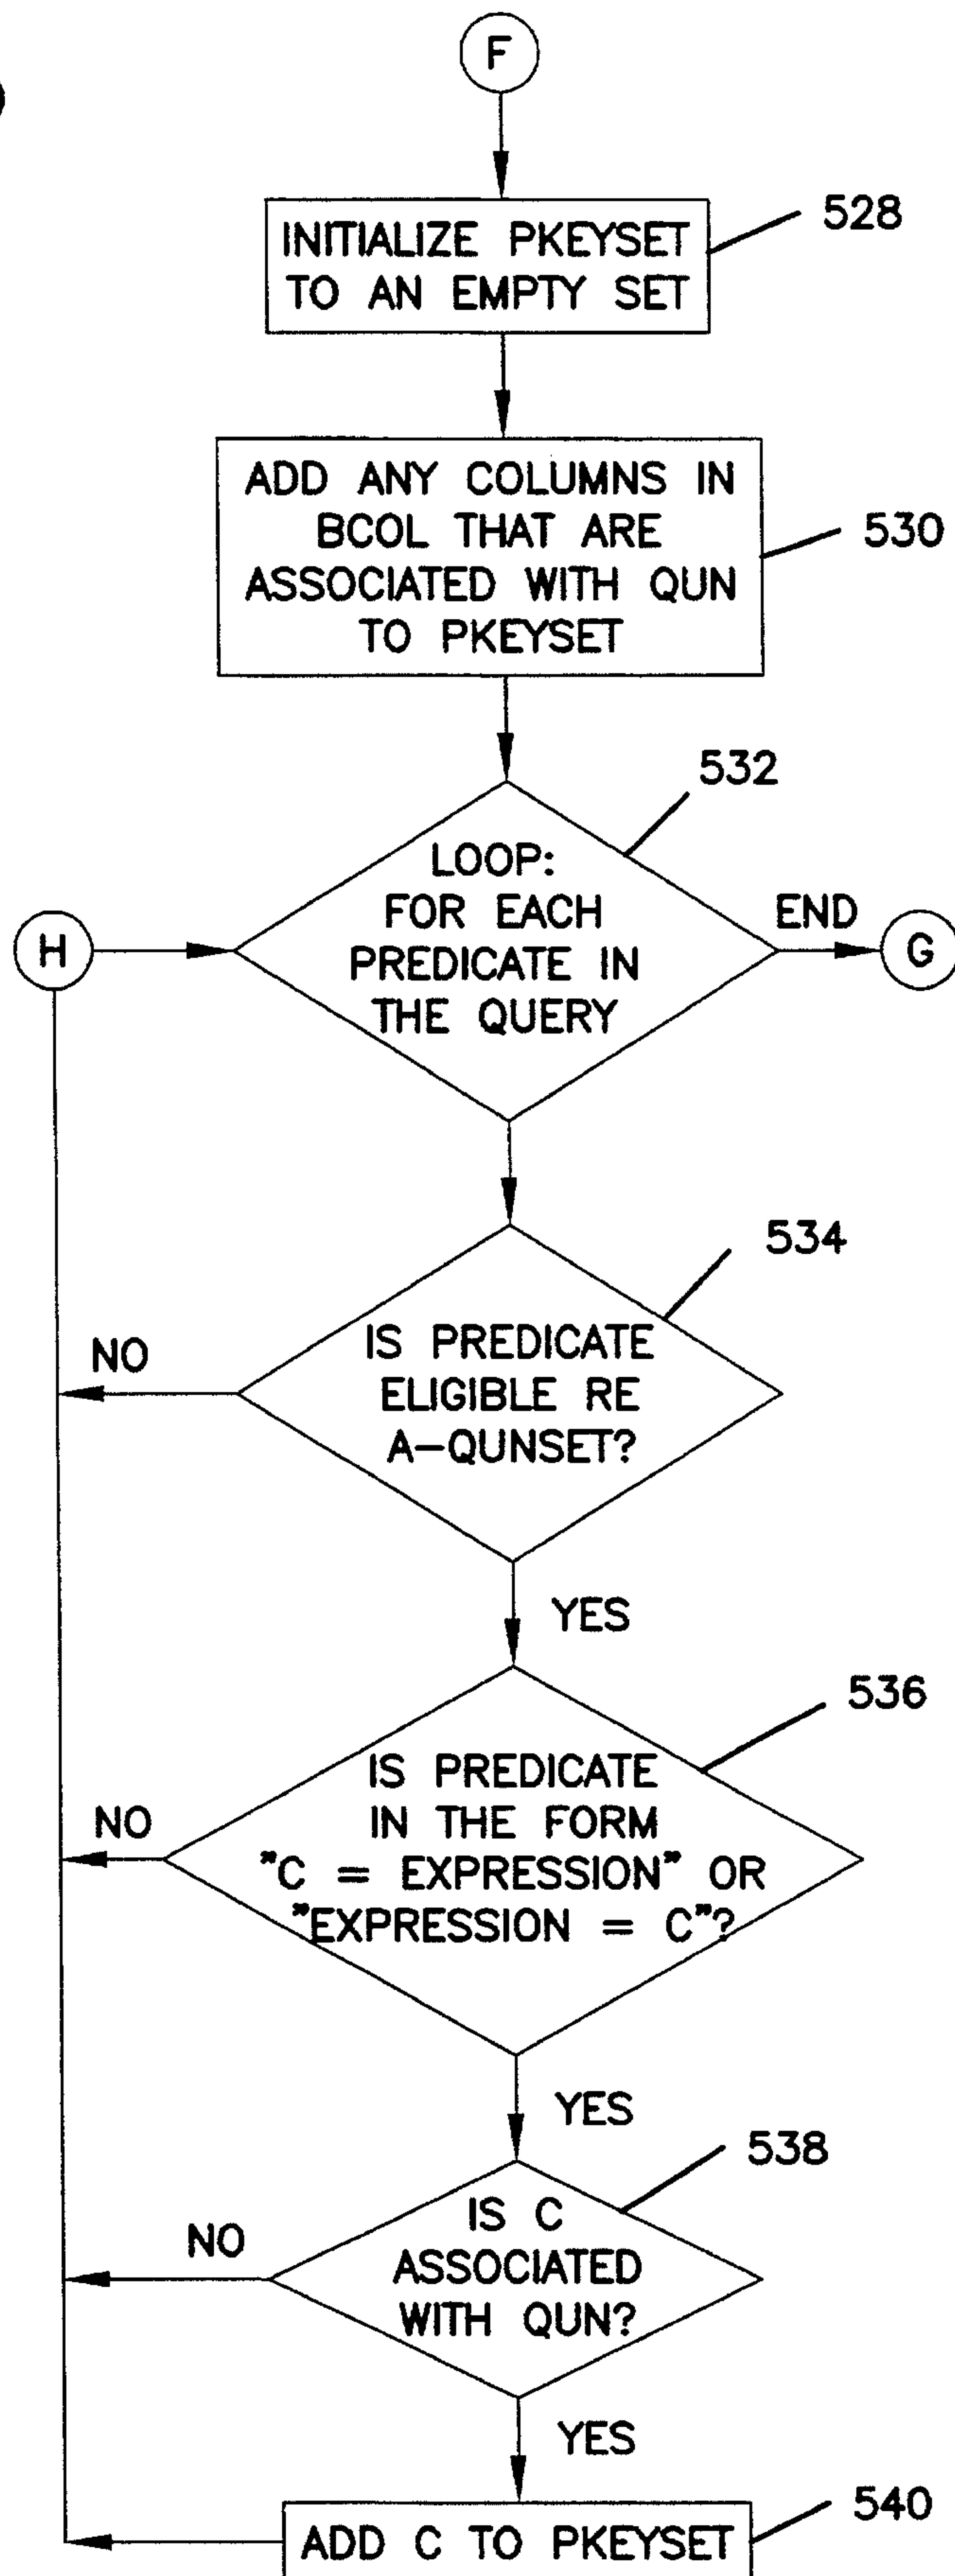 F
INITIALIZE PKEYSET
TO AN EMPTY SET
528
ADD ANY COLUMNS IN
BCOL THAT ARE
ASSOCIATED WITH QUN
TO PKEYSET
530
532
LOOP:
FOR EACH
PREDICATE IN
THE QUERY
H
END
G
534
IS PREDICATE
ELIGIBLE RE
A-QUNSET?
NO
YES
536
IS PREDICATE
IN THE FORM
"C = EXPRESSION" OR
"EXPRESSION = C"?
NO
YES
538
IS C
ASSOCIATED
WITH QUN?
NO
YES
540
ADD C TO PKEYSET